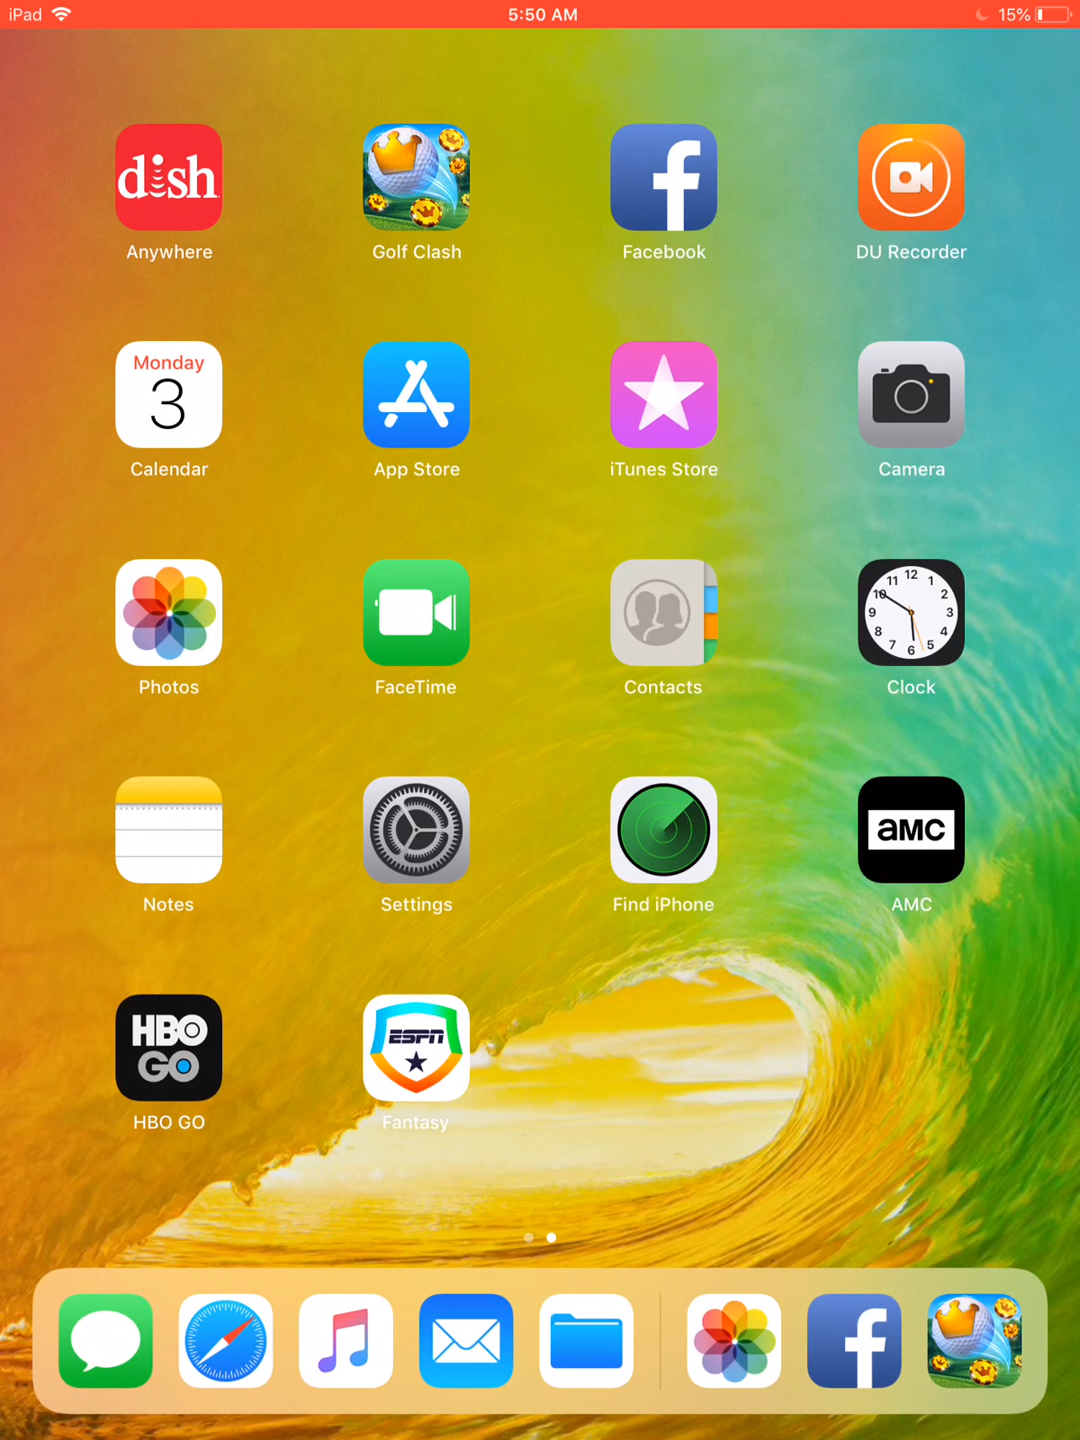 iPad 5:50 AM 15%
dish
Anywhere Golf Clash Facebook DU Recorder
Monday
3
Calendar App Store iTunes Store Camera
12
11 1
10 2
9 3
8 4
7 5
6
Photos FaceTime Contacts Clock
aMC
Notes Settings Find iPhone AMC
HBO
GO
ESPN
HBO GO Fantasy